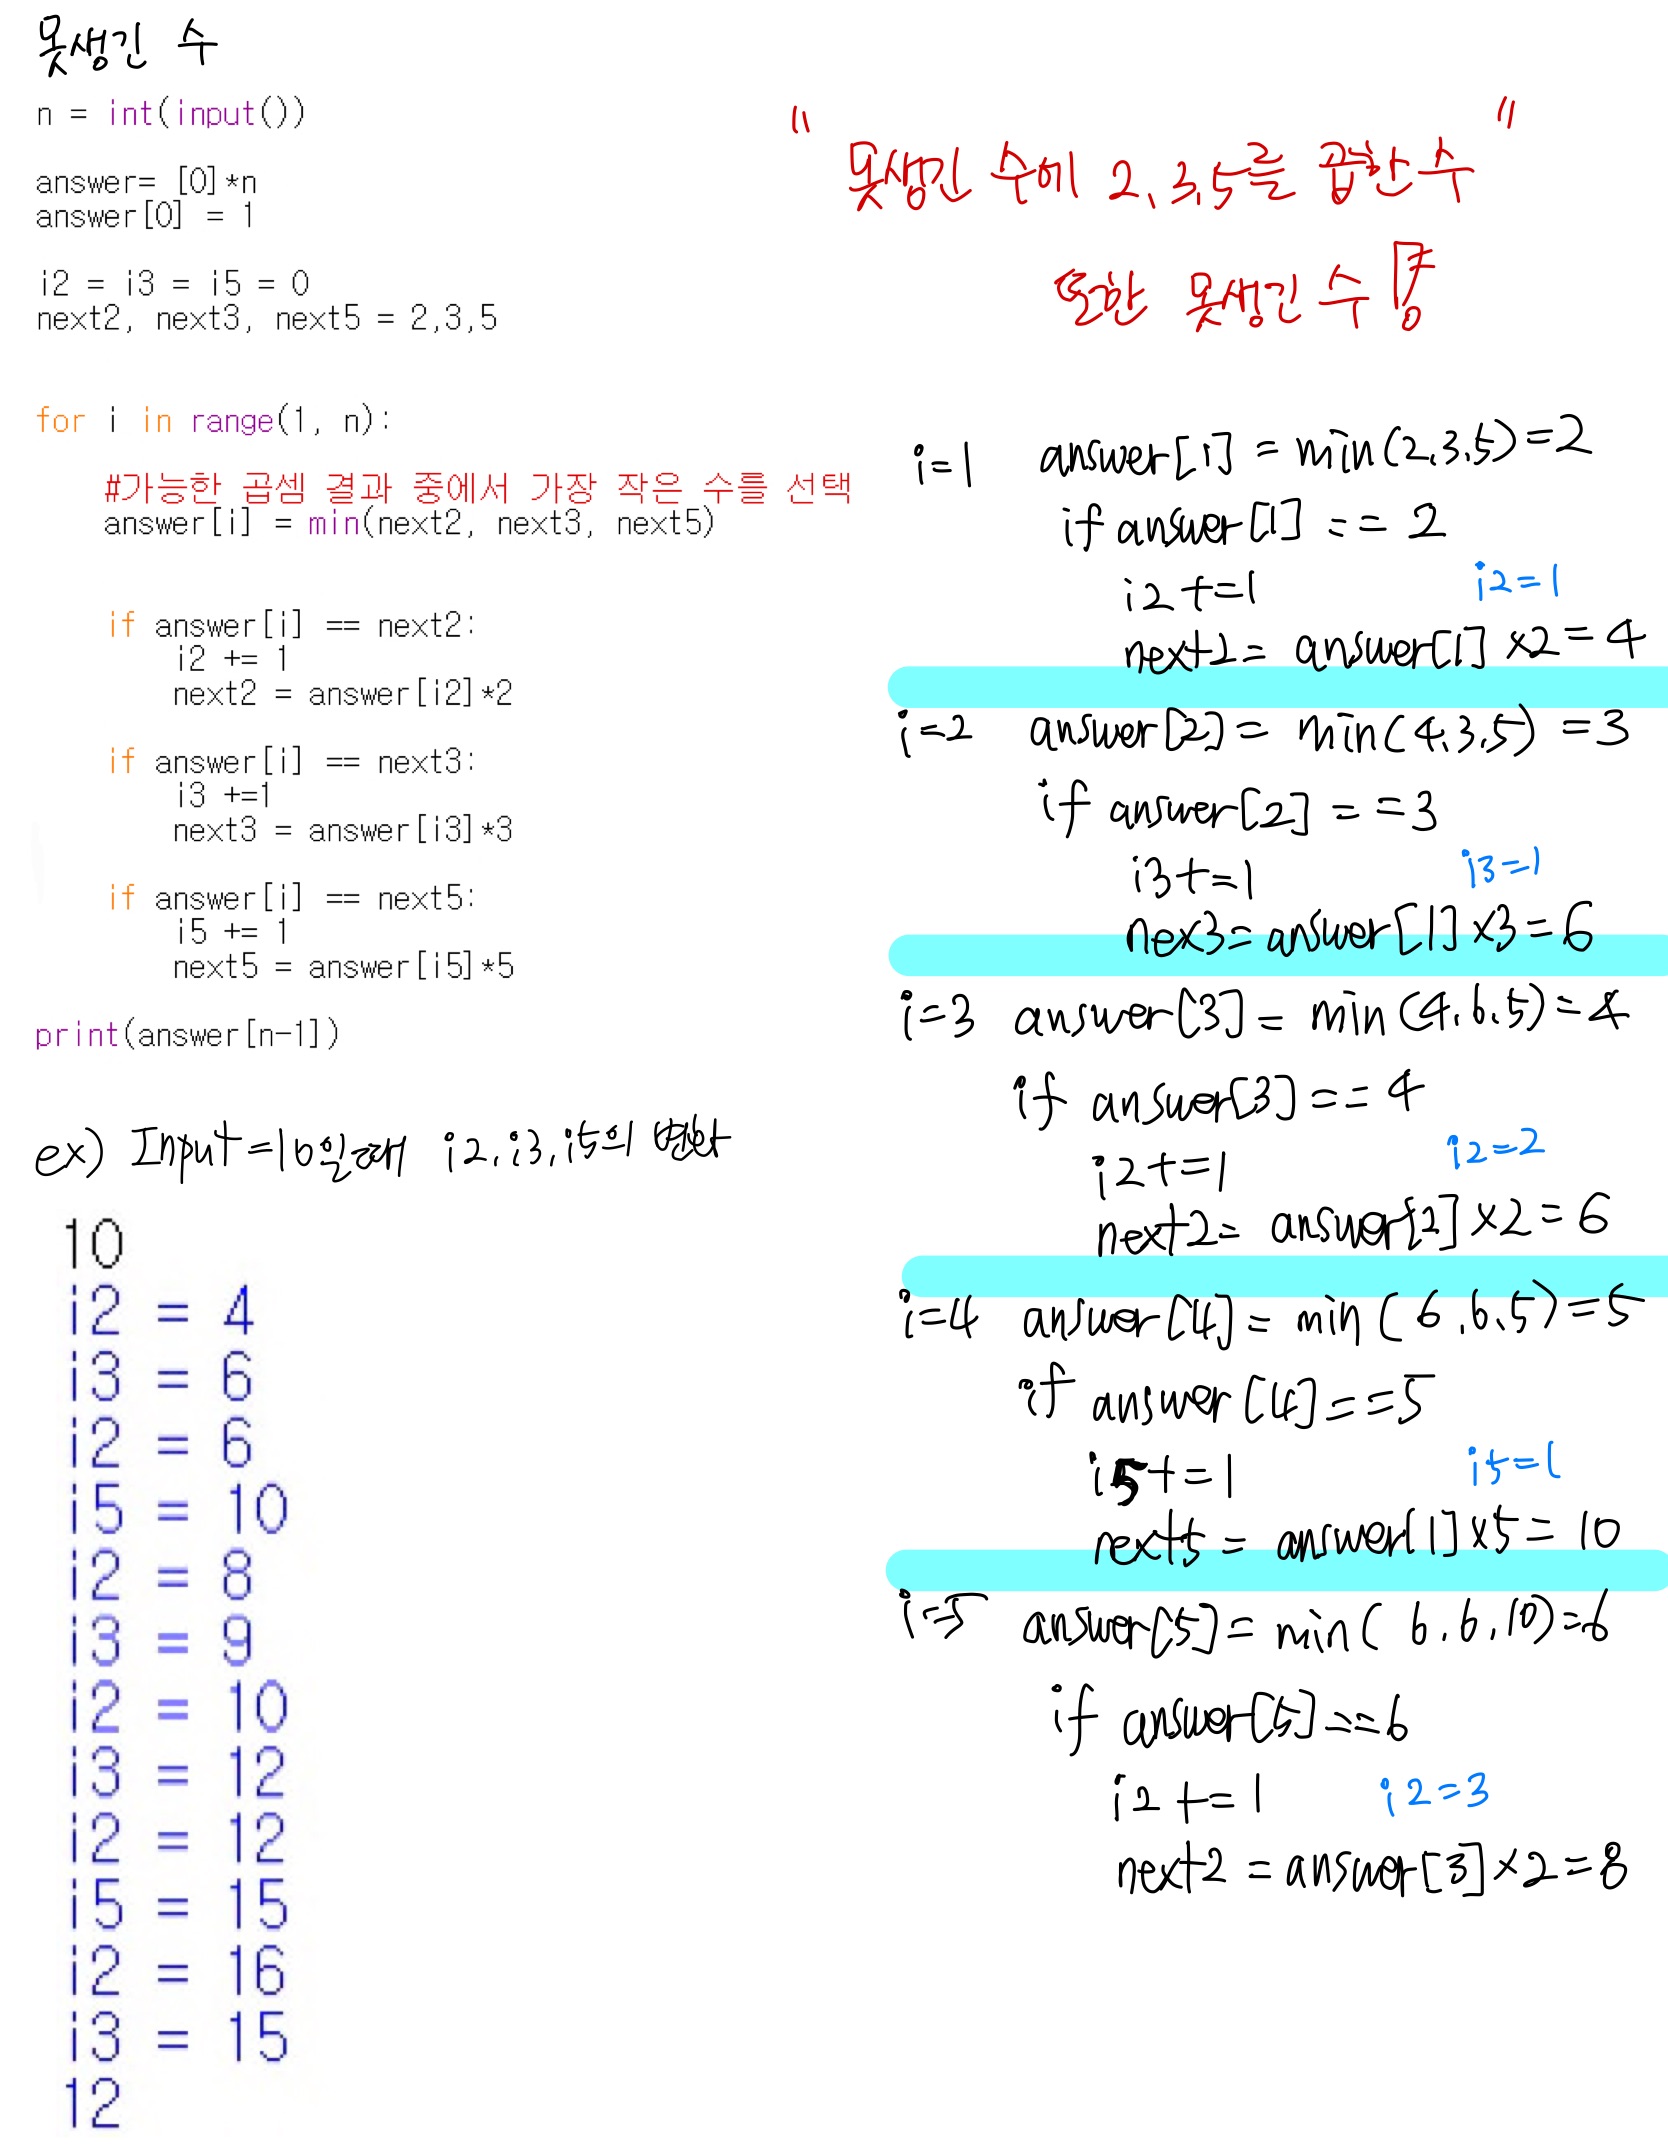 못생긴 수
n = int(input())
answer= [0]*n
answer[0] = 1
i2 = i3 = i5 = 0
next2, next3, next5 = 2,3,5
for i in range(1, n):
#가능한 곱셈 결과 중에서 가장 작은 수를 선택
answer[i] = min(next2, next3, next5)
if answer[i] == next2:
i2 += 1
next2 = answer[i2]*2
if answer[i] == next3:
i3 +=1
next3 = answer[i3]*3
if answer[i] == next5:
i5 += 1
next5 = answer[i5]*5
print(answer[n-1])
ex) Input=10일때 i2, i3, i5의 변화
10
i2 = 4
i3 = 6
i2 = 6
i5 = 10
i2 = 8
i3 = 9
i2 = 10
i3 = 12
i2 = 12
i5 = 15
i2 = 16
i3 = 15
12
"못생긴 수에 2, 3, 5를 곱한 수"
또한 못생긴 수!
i=1 answer[1] = min(2,3,5)=2
if answer[1] == 2
i2+=1 i2=1
next2= answer[1]×2=4
i=2 answer[2]= min(4,3,5) =3
if answer[2] ==3
i3+=1 i3=1
nex3=answer[1]×3=6
i=3 answer[3]= min(4,6,5)=4
if answer[3]==4
i2+=1 i2=2
next2= answer[2]×2=6
i=4 answer[4]= min(6,6,5)=5
if answer[4]==5
i5+=1 i5=1
next5= answer[1]×5=10
i=5 answer[5]= min(6,6,10)=6
if answer[5]==6
i2+=1 i2=3
next2=answer[3]×2=8